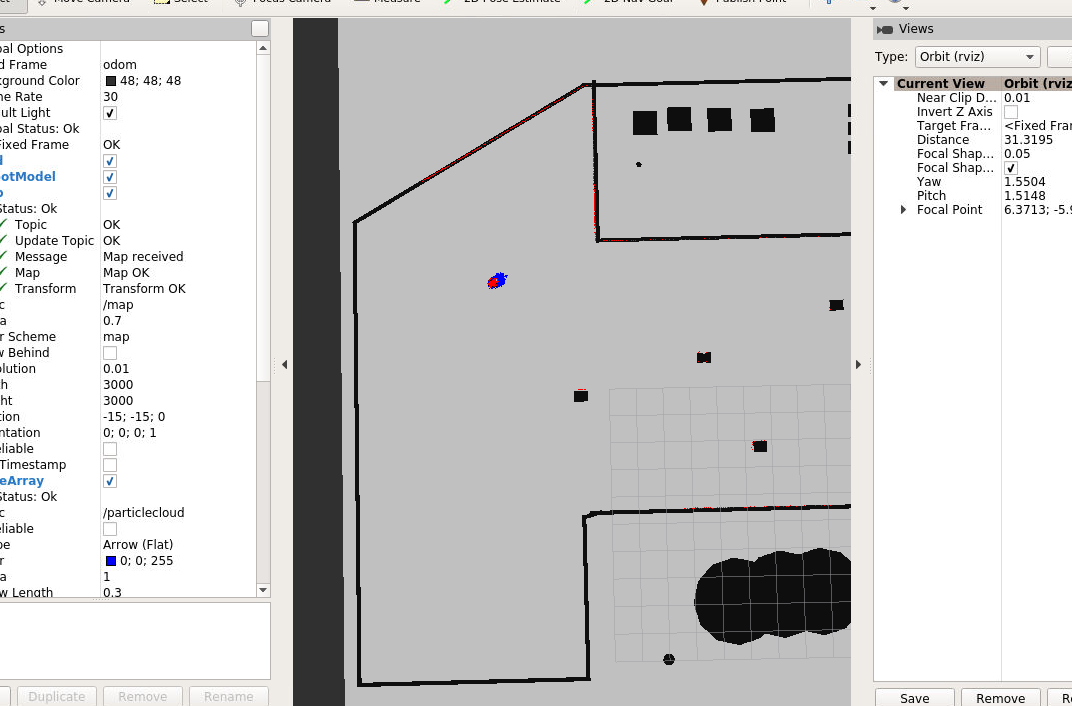 Move Camera Select Focus Camera Measure 2D Pose Estimate 2D Nav Goal Publish Point
Views
Type: Orbit (rviz)
bal Options
d Frame odom
kground Color 48; 48; 48
me Rate 30
ult Light
bal Status: Ok
Fixed Frame OK
otModel
Status: Ok
Topic OK
Update Topic OK
Message Map received
Map Map OK
Transform Transform OK
c /map
a 0.7
r Scheme map
w Behind
olution 0.01
th 3000
ght 3000
tion -15; -15; 0
ntation 0; 0; 0; 1
eliable
Timestamp
eArray
Status: Ok
c /particlecloud
eliable
pe Arrow (Flat)
r 0; 0; 255
a 1
w Length 0.3
Duplicate Remove Rename
Current View Orbit (rviz
Near Clip D... 0.01
Invert Z Axis
Target Fra... <Fixed Fran
Distance 31.3195
Focal Shap... 0.05
Focal Shap...
Yaw 1.5504
Pitch 1.5148
Focal Point 6.3713; -5.9
Save Remove Re